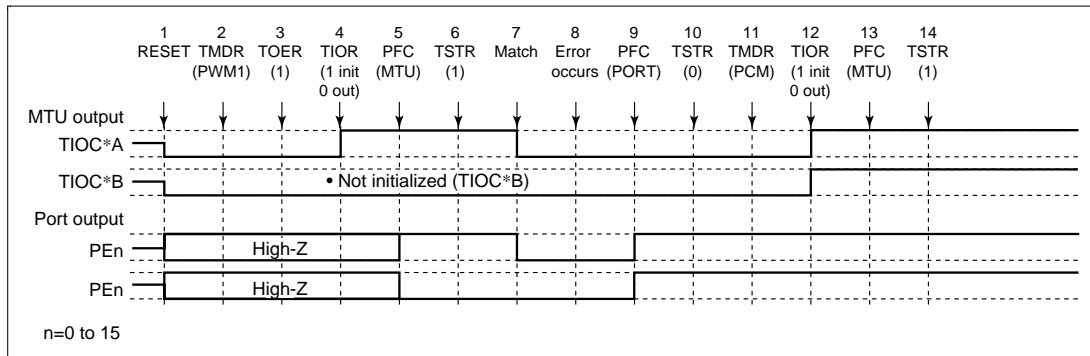 1 2 3 4 5 6 7 8 9 10 11 12 13 14
RESET TMDR TOER TIOR PFC TSTR Match Error PFC TSTR TMDR TIOR PFC TSTR
(PWM1) (1) (1 init (MTU) (1) occurs (PORT) (0) (PCM) (1 init (MTU) (1)
0 out) 0 out)
MTU output
TIOC*A
TIOC*B • Not initialized (TIOC*B)
Port output
PEn High-Z
PEn High-Z
n=0 to 15